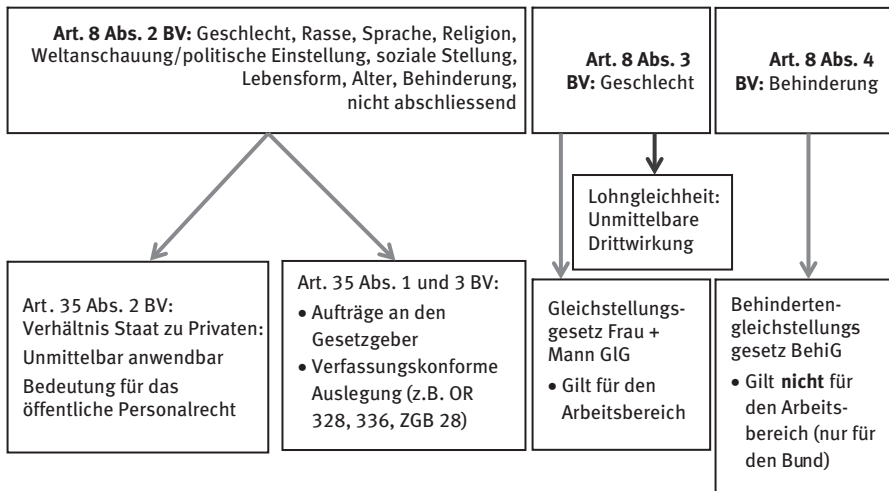 Art. 8 Abs. 2 BV: Geschlecht, Rasse, Sprache, Religion,
Weltanschauung/politische Einstellung, soziale Stellung,
Lebensform, Alter, Behinderung,
nicht abschliessend
Art. 8 Abs. 3
BV: Geschlecht
Art. 8 Abs. 4
BV: Behinderung
Lohngleichheit:
Unmittelbare
Drittwirkung
Art. 35 Abs. 2 BV:
Verhältnis Staat zu Privaten:
Unmittelbar anwendbar
Bedeutung für das
öffentliche Personalrecht
Art. 35 Abs. 1 und 3 BV:
• Aufträge an den
Gesetzgeber
• Verfassungskonforme
Auslegung (z.B. OR
328, 336, ZGB 28)
Gleichstellungs-
gesetz Frau +
Mann GlG
• Gilt für den
Arbeitsbereich
Behinderten-
gleichstellungs
gesetz BehiG
• Gilt nicht für
den Arbeits-
bereich (nur für
den Bund)